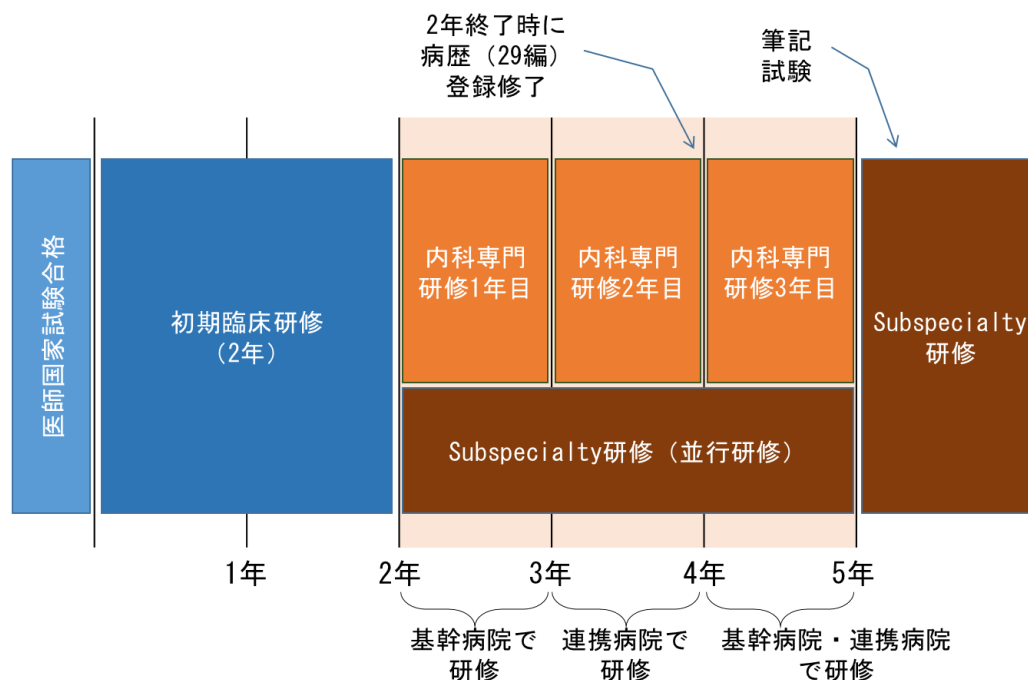 2年終了時に
病歴（29編）
登録修了
筆記
試験
医師国家試験合格
初期臨床研修
（2年）
内科専門
研修1年目
内科専門
研修2年目
内科専門
研修3年目
Subspecialty
研修
Subspecialty研修（並行研修）
1年
2年
3年
4年
5年
基幹病院で
研修
連携病院で
研修
基幹病院・連携病院
で研修